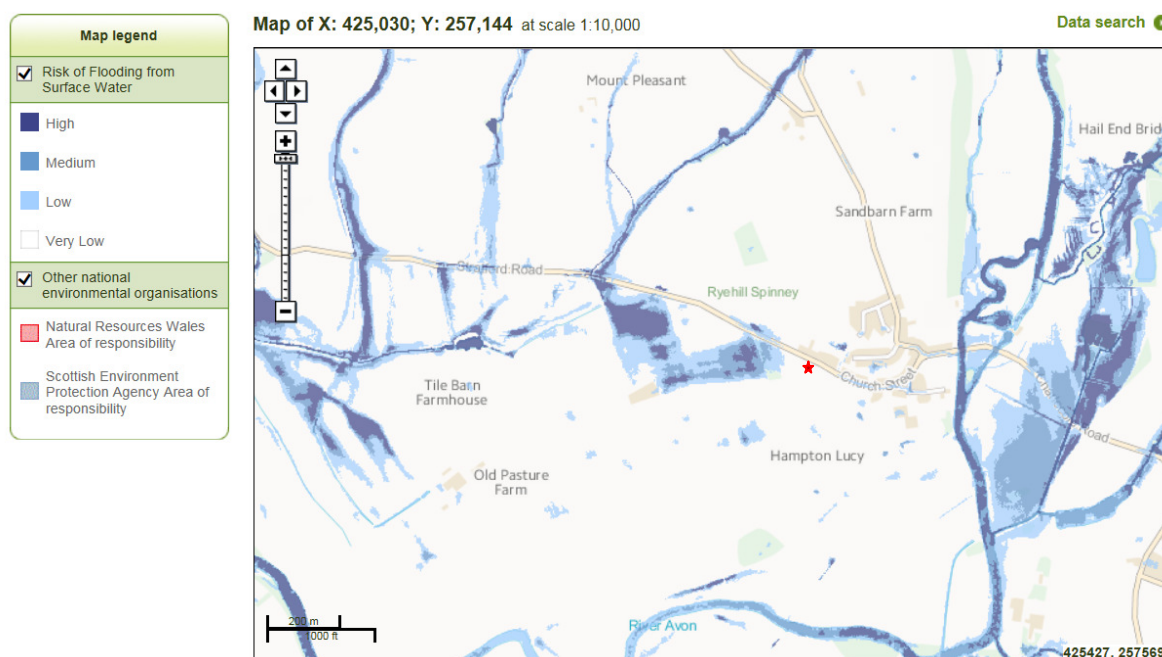 Map legend
Risk of Flooding from
Surface Water
High
Medium
Low
Very Low
Other national
environmental organisations
Natural Resources Wales
Area of responsibility
Scottish Environment
Protection Agency Area of
responsibility
Map of X: 425,030; Y: 257,144 at scale 1:10,000
Data search
Mount Pleasant
Hail End Bridg
Sandbarn Farm
Stratford Road
Ryehill Spinney
Church Street
Tile Barn
Farmhouse
Road
Hampton Lucy
Old Pasture
Farm
River Avon
200 m
1000 ft
425427, 257569